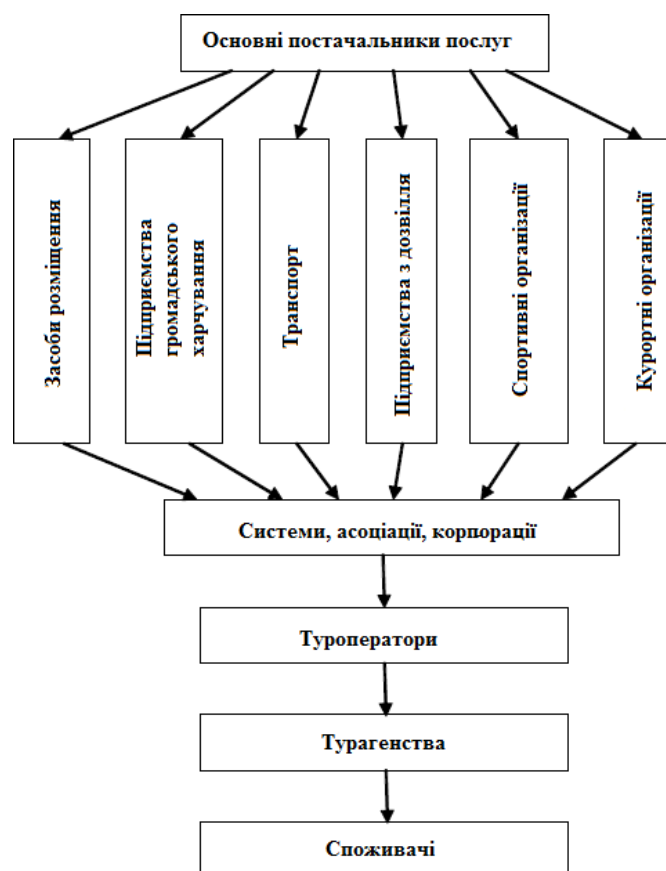 Основні постачальники послуг
Засоби розміщення
Підприємства
громадського
харчування
Транспорт
Підприємства з дозвілля
Спортивні організації
Курортні організації
Системи, асоціації, корпорації
Туроператори
Турагенства
Споживачі